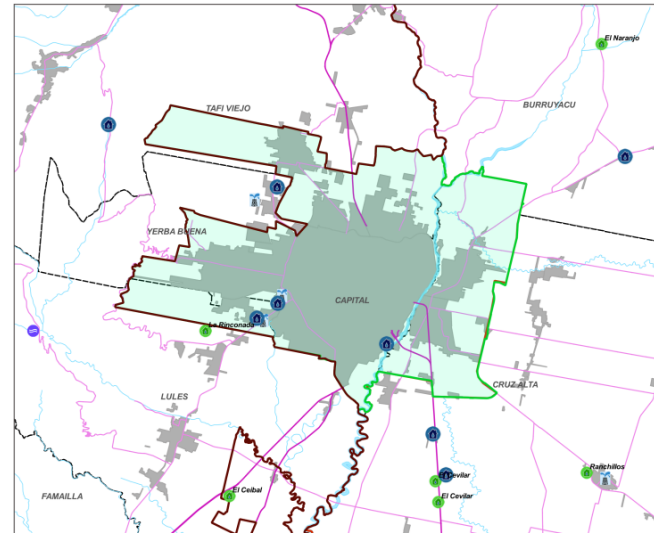 El Naranjo
TAFI VIEJO
BURRUYACU
YERBA BUENA
CAPITAL
La Rinconada
CRUZ ALTA
LULES
Ranchillos
El Cevilar
El Ceibal
El Cevilar
FAMAILLA